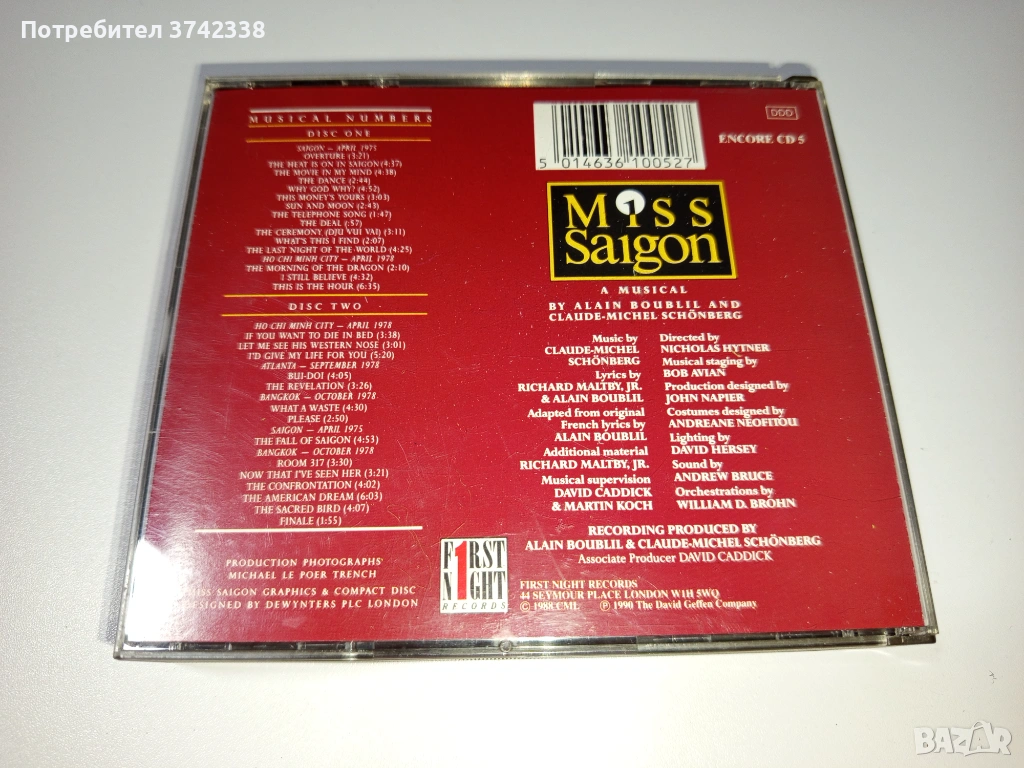 Потребител 3742338
MUSICAL NUMBERS
DISC ONE
SAIGON — APRIL 1975
OVERTURE (3:21)
THE HEAT IS ON IN SAIGON (4:37)
THE MOVIE IN MY MIND (4:38)
THE DANCE (2:44)
WHY GOD WHY? (4:52)
THIS MONEY'S YOURS (3:03)
SUN AND MOON (2:43)
THE TELEPHONE SONG (1:47)
THE DEAL (:57)
THE CEREMONY (DJU VUI VAI) (3:11)
WHAT'S THIS I FIND (2:07)
THE LAST NIGHT OF THE WORLD (4:25)
HO CHI MINH CITY — APRIL 1978
THE MORNING OF THE DRAGON (2:10)
I STILL BELIEVE (4:32)
THIS IS THE HOUR (6:35)
DISC TWO
HO CHI MINH CITY — APRIL 1978
IF YOU WANT TO DIE IN BED (3:38)
LET ME SEE HIS WESTERN NOSE (3:01)
I'D GIVE MY LIFE FOR YOU (5:20)
ATLANTA — SEPTEMBER 1978
BUI-DOI (4:05)
THE REVELATION (3:26)
BANGKOK — OCTOBER 1978
WHAT A WASTE (4:30)
PLEASE (2:50)
SAIGON — APRIL 1975
THE FALL OF SAIGON (4:53)
BANGKOK — OCTOBER 1978
ROOM 317 (3:30)
NOW THAT I'VE SEEN HER (3:21)
THE CONFRONTATION (4:02)
THE AMERICAN DREAM (6:03)
THE SACRED BIRD (4:07)
FINALE (1:55)
PRODUCTION PHOTOGRAPHS
MICHAEL LE POER TRENCH
MISS SAIGON GRAPHICS & COMPACT DISC
DESIGNED BY DEWYNTERS PLC LONDON
F1RST
N1GHT
RECORDS
5 014636 100527
DDD
ENCORE CD 5
MISS
Saigon
A MUSICAL
BY ALAIN BOUBLIL AND
CLAUDE-MICHEL SCHÖNBERG
Music by
CLAUDE-MICHEL
SCHÖNBERG
Lyrics by
RICHARD MALTBY, JR.
& ALAIN BOUBLIL
Adapted from original
French lyrics by
ALAIN BOUBLIL
Additional material
RICHARD MALTBY, JR.
Musical supervision
DAVID CADDICK
& MARTIN KOCH
Directed by
NICHOLAS HYTNER
Musical staging by
BOB AVIAN
Production designed by
JOHN NAPIER
Costumes designed by
ANDREANE NEOFITOU
Lighting by
DAVID HERSEY
Sound by
ANDREW BRUCE
Orchestrations by
WILLIAM D. BROHN
RECORDING PRODUCED BY
ALAIN BOUBLIL & CLAUDE-MICHEL SCHÖNBERG
Associate Producer DAVID CADDICK
FIRST NIGHT RECORDS
44 SEYMOUR PLACE LONDON W1H 5WQ
© 1988 CML ℗ 1990 The David Geffen Company
BAZAR